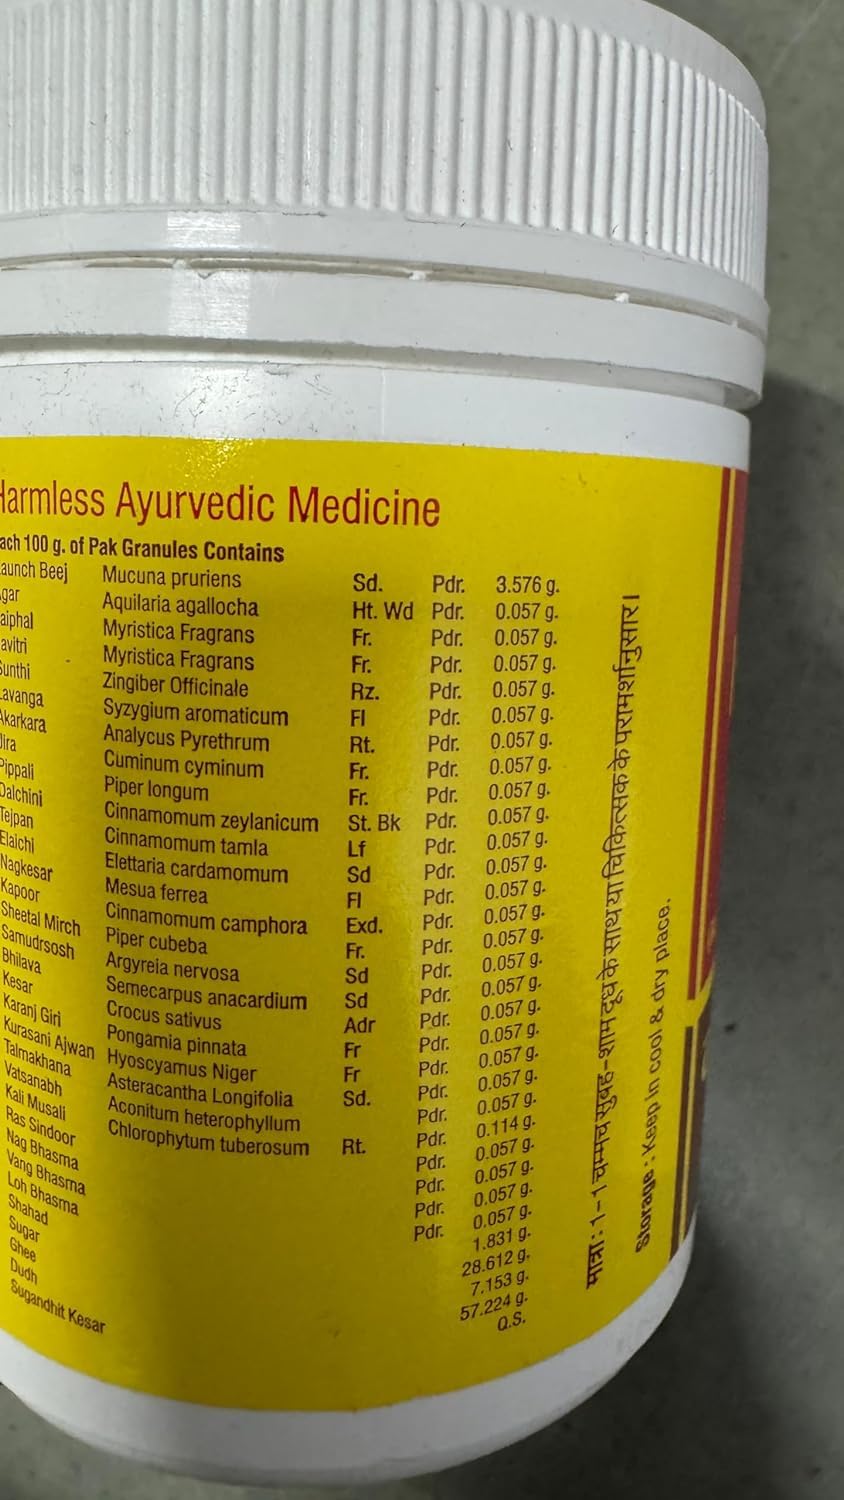 Harmless Ayurvedic Medicine
ach 100 g. of Pak Granules Contains
aunch Beej Mucuna pruriens Sd. Pdr. 3.576 g.
gar Aquilaria agallocha Ht. Wd Pdr. 0.057 g.
aiphal Myristica Fragrans Fr. Pdr. 0.057 g.
avitri Myristica Fragrans Fr. Pdr. 0.057 g.
Sunthi Zingiber Officinale Rz. Pdr. 0.057 g.
Lavanga Syzygium aromaticum Fl Pdr. 0.057 g.
Akarkara Analycus Pyrethrum Rt. Pdr. 0.057 g.
Jira Cuminum cyminum Fr. Pdr. 0.057 g.
Pippali Piper longum Fr. Pdr. 0.057 g.
Dalchini Cinnamomum zeylanicum St. Bk Pdr. 0.057 g.
Tejpan Cinnamomum tamla Lf Pdr. 0.057 g.
Elaichi Elettaria cardamomum Sd Pdr. 0.057 g.
Nagkesar Mesua ferrea Fl Pdr. 0.057 g.
Kapoor Cinnamomum camphora Exd. Pdr. 0.057 g.
Sheetal Mirch Piper cubeba Fr. Pdr. 0.057 g.
Samudrsosh Argyreia nervosa Sd Pdr. 0.057 g.
Bhilava Semecarpus anacardium Sd Pdr. 0.057 g.
Kesar Crocus sativus Adr Pdr. 0.057 g.
Karanj Giri Pongamia pinnata Fr Pdr. 0.057 g.
Kurasani Ajwan Hyoscyamus Niger Fr Pdr. 0.057 g.
Talmakhana Asteracantha Longifolia Sd. Pdr. 0.057 g.
Vatsanabh Aconitum heterophyllum Pdr. 0.057 g.
Kali Musali Chlorophytum tuberosum Rt. Pdr. 0.114 g.
Ras Sindoor Pdr. 0.057 g.
Nag Bhasma Pdr. 0.057 g.
Vang Bhasma Pdr. 0.057 g.
Loh Bhasma Pdr. 0.057 g.
Shahad 1.831 g.
Sugar 28.612 g.
Ghee 7.153 g.
Dudh 57.224 g.
Sugandhit Kesar Q.S.
मात्रा : 1-1 चम्मच सुबह-शाम दूध के साथ या चिकित्सक के परामर्शानुसार।
Storage : Keep in cool & dry place.